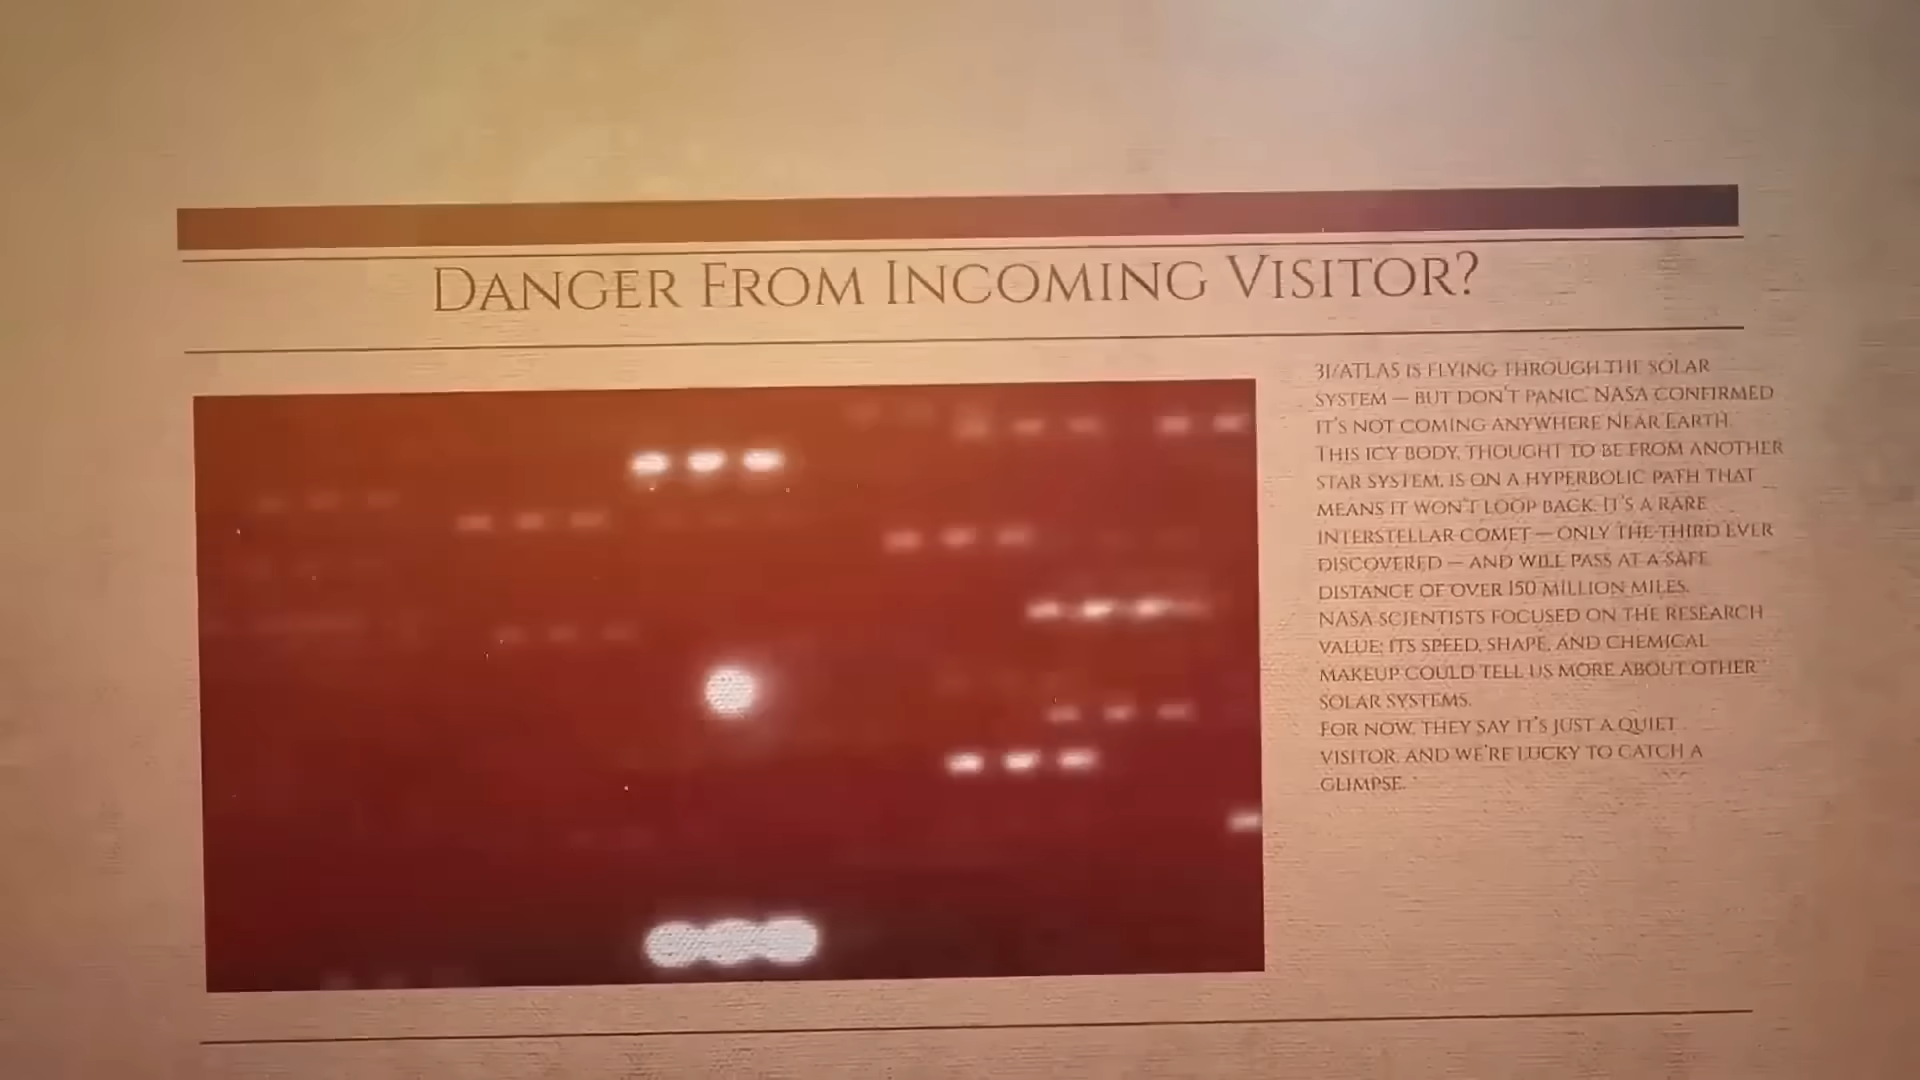 DANGER FROM INCOMING VISITOR?
3I/ATLAS IS FLYING THROUGH THE SOLAR
SYSTEM — BUT DON'T PANIC. NASA CONFIRMED
IT'S NOT COMING ANYWHERE NEAR EARTH.
THIS ICY BODY, THOUGHT TO BE FROM ANOTHER
STAR SYSTEM, IS ON A HYPERBOLIC PATH THAT
MEANS IT WON'T LOOP BACK. IT'S A RARE
INTERSTELLAR COMET — ONLY THE THIRD EVER
DISCOVERED — AND WILL PASS AT A SAFE
DISTANCE OF OVER 150 MILLION MILES.
NASA SCIENTISTS FOCUSED ON THE RESEARCH
VALUE: ITS SPEED, SHAPE, AND CHEMICAL
MAKEUP COULD TELL US MORE ABOUT OTHER
SOLAR SYSTEMS.
FOR NOW, THEY SAY IT'S JUST A QUIET
VISITOR, AND WE'RE LUCKY TO CATCH A
GLIMPSE.